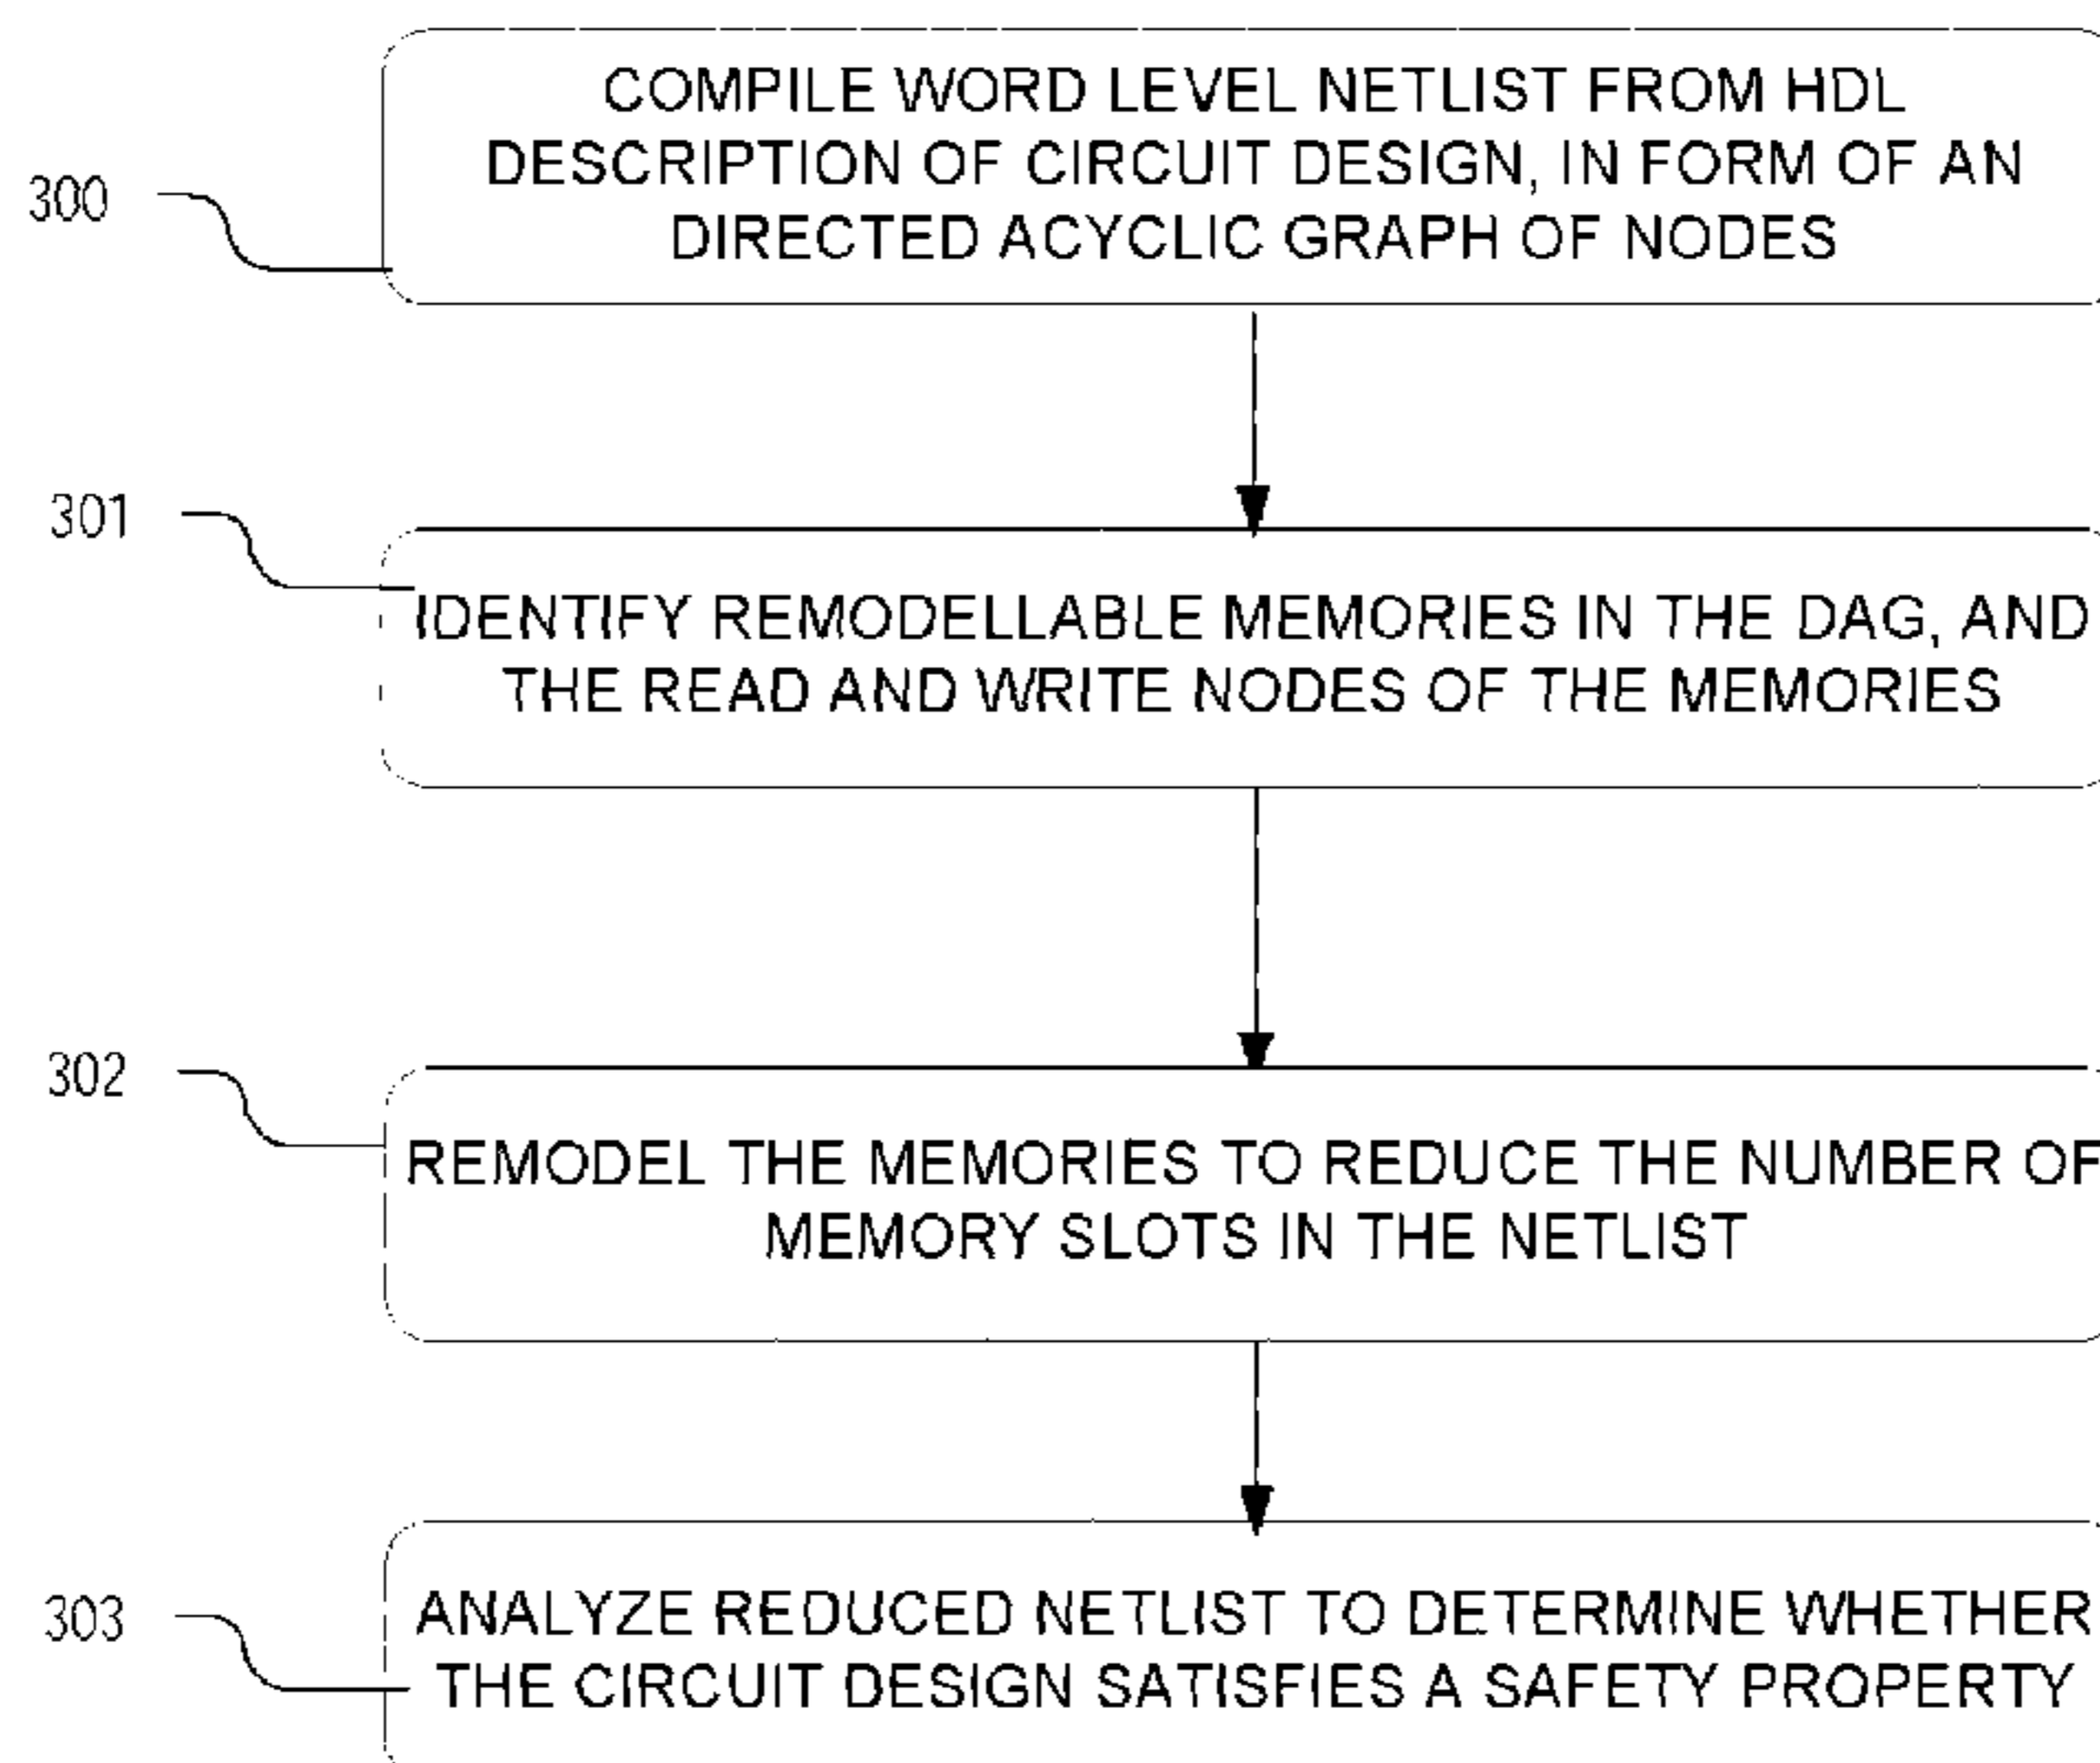 COMPILE WORD LEVEL NETLIST FROM HDL
DESCRIPTION OF CIRCUIT DESIGN, IN FORM OF AN
DIRECTED ACYCLIC GRAPH OF NODES
300
301
IDENTIFY REMODELLABLE MEMORIES IN THE DAG, AND
THE READ AND WRITE NODES OF THE MEMORIES
302
REMODEL THE MEMORIES TO REDUCE THE NUMBER OF
MEMORY SLOTS IN THE NETLIST
303
ANALYZE REDUCED NETLIST TO DETERMINE WHETHER
THE CIRCUIT DESIGN SATISFIES A SAFETY PROPERTY